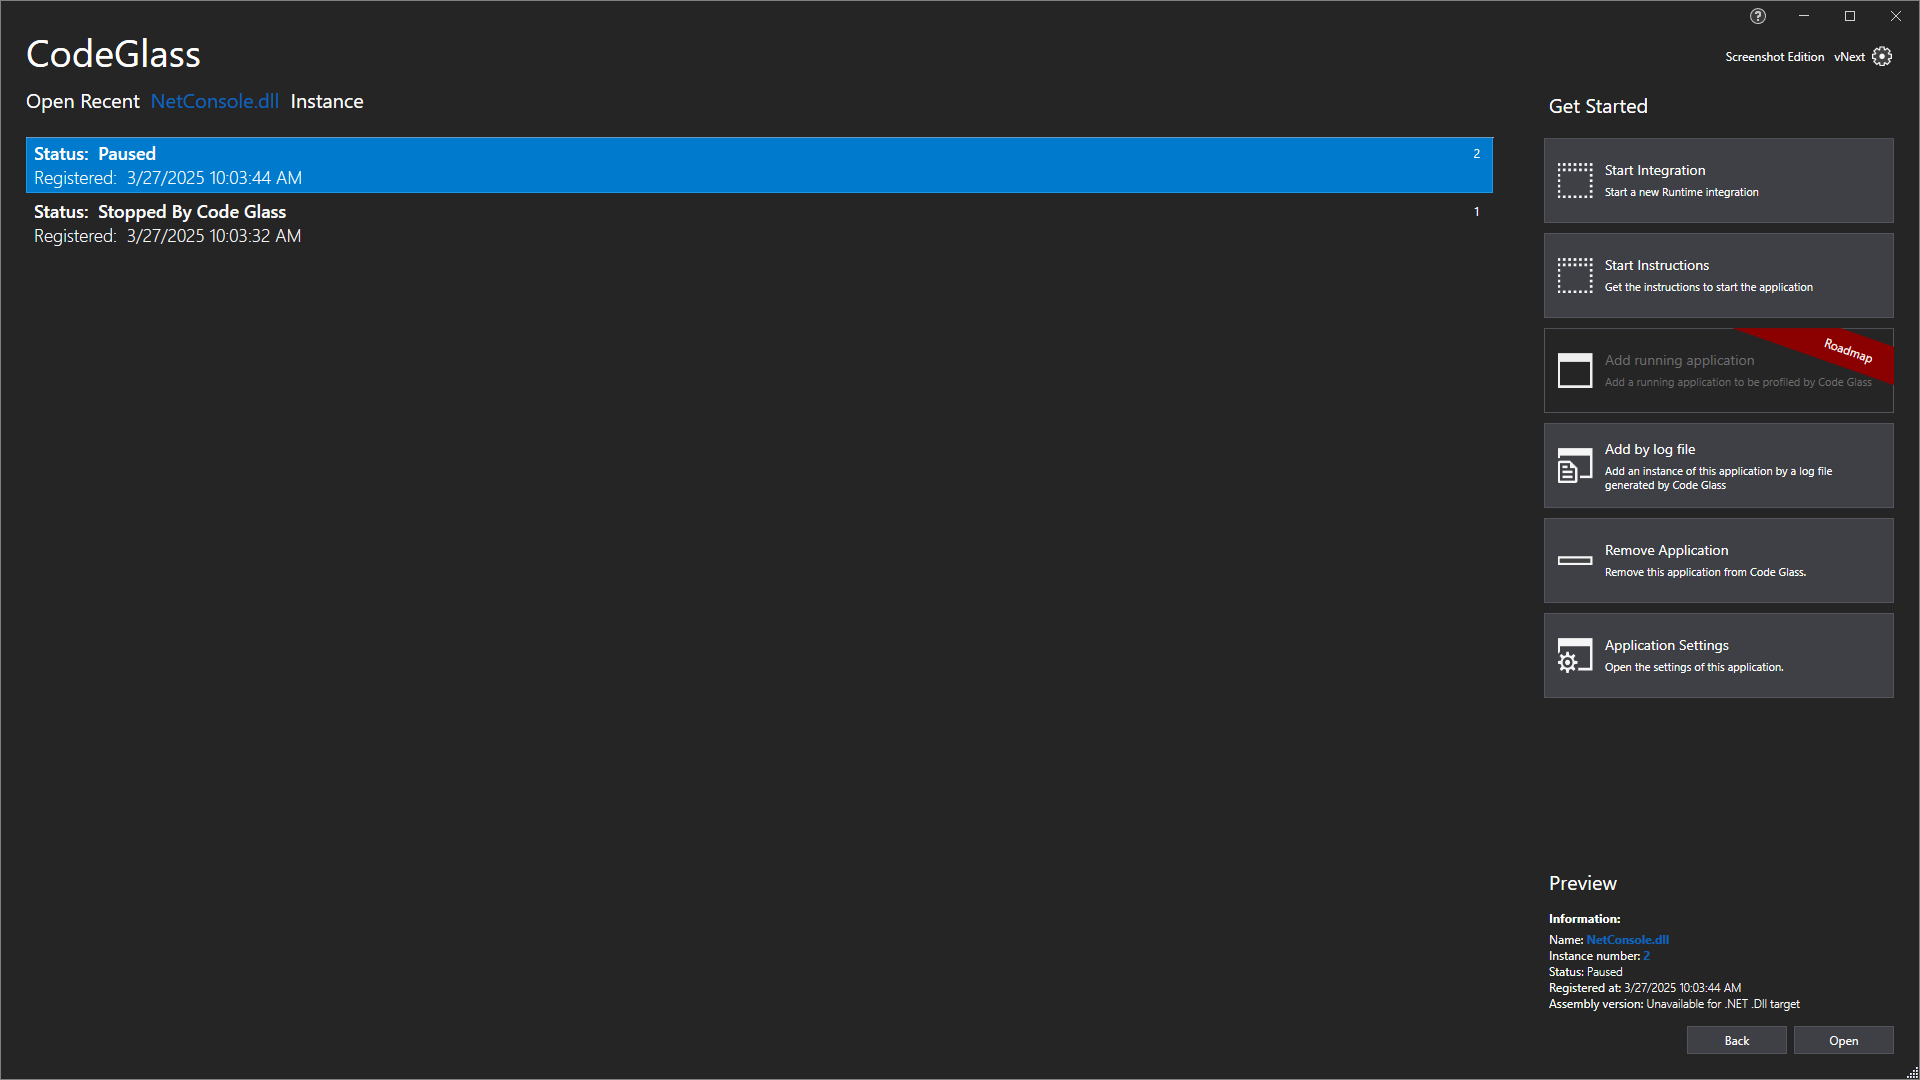 CodeGlass
Screenshot Edition vNext
Open Recent NetConsole.dll Instance
Status: Paused
2
Registered: 3/27/2025 10:03:44 AM
Status: Stopped By Code Glass
1
Registered: 3/27/2025 10:03:32 AM
Get Started
Start Integration
Start a new Runtime integration
Start Instructions
Get the instructions to start the application
Roadmap
Add running application
Add a running application to be profiled by Code Glass
Add by log file
Add an instance of this application by a log file
generated by Code Glass
Remove Application
Remove this application from Code Glass.
Application Settings
Open the settings of this application.
Preview
Information:
Name: NetConsole.dll
Instance number: 2
Status: Paused
Registered at: 3/27/2025 10:03:44 AM
Assembly version: Unavailable for .NET .Dll target
Back
Open